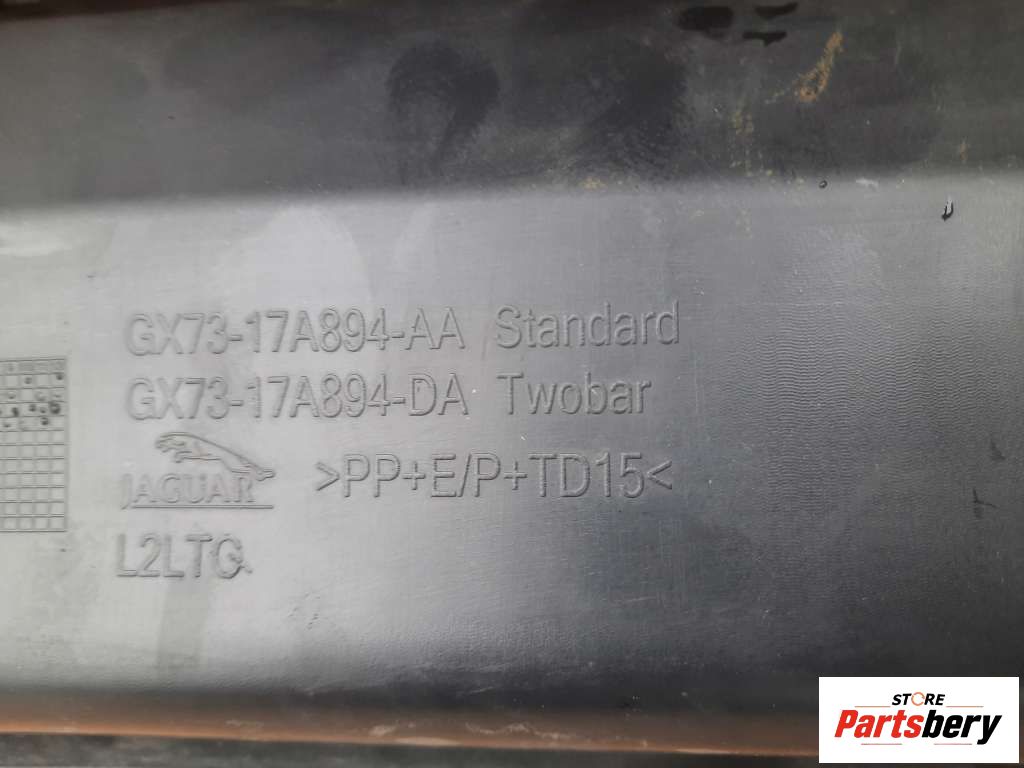 GX73-17A894-AA Standard
GX73-17A894-DA Twobar
JAGUAR >PP+E/P+TD15<
L2LTG
STORE
Partsbery